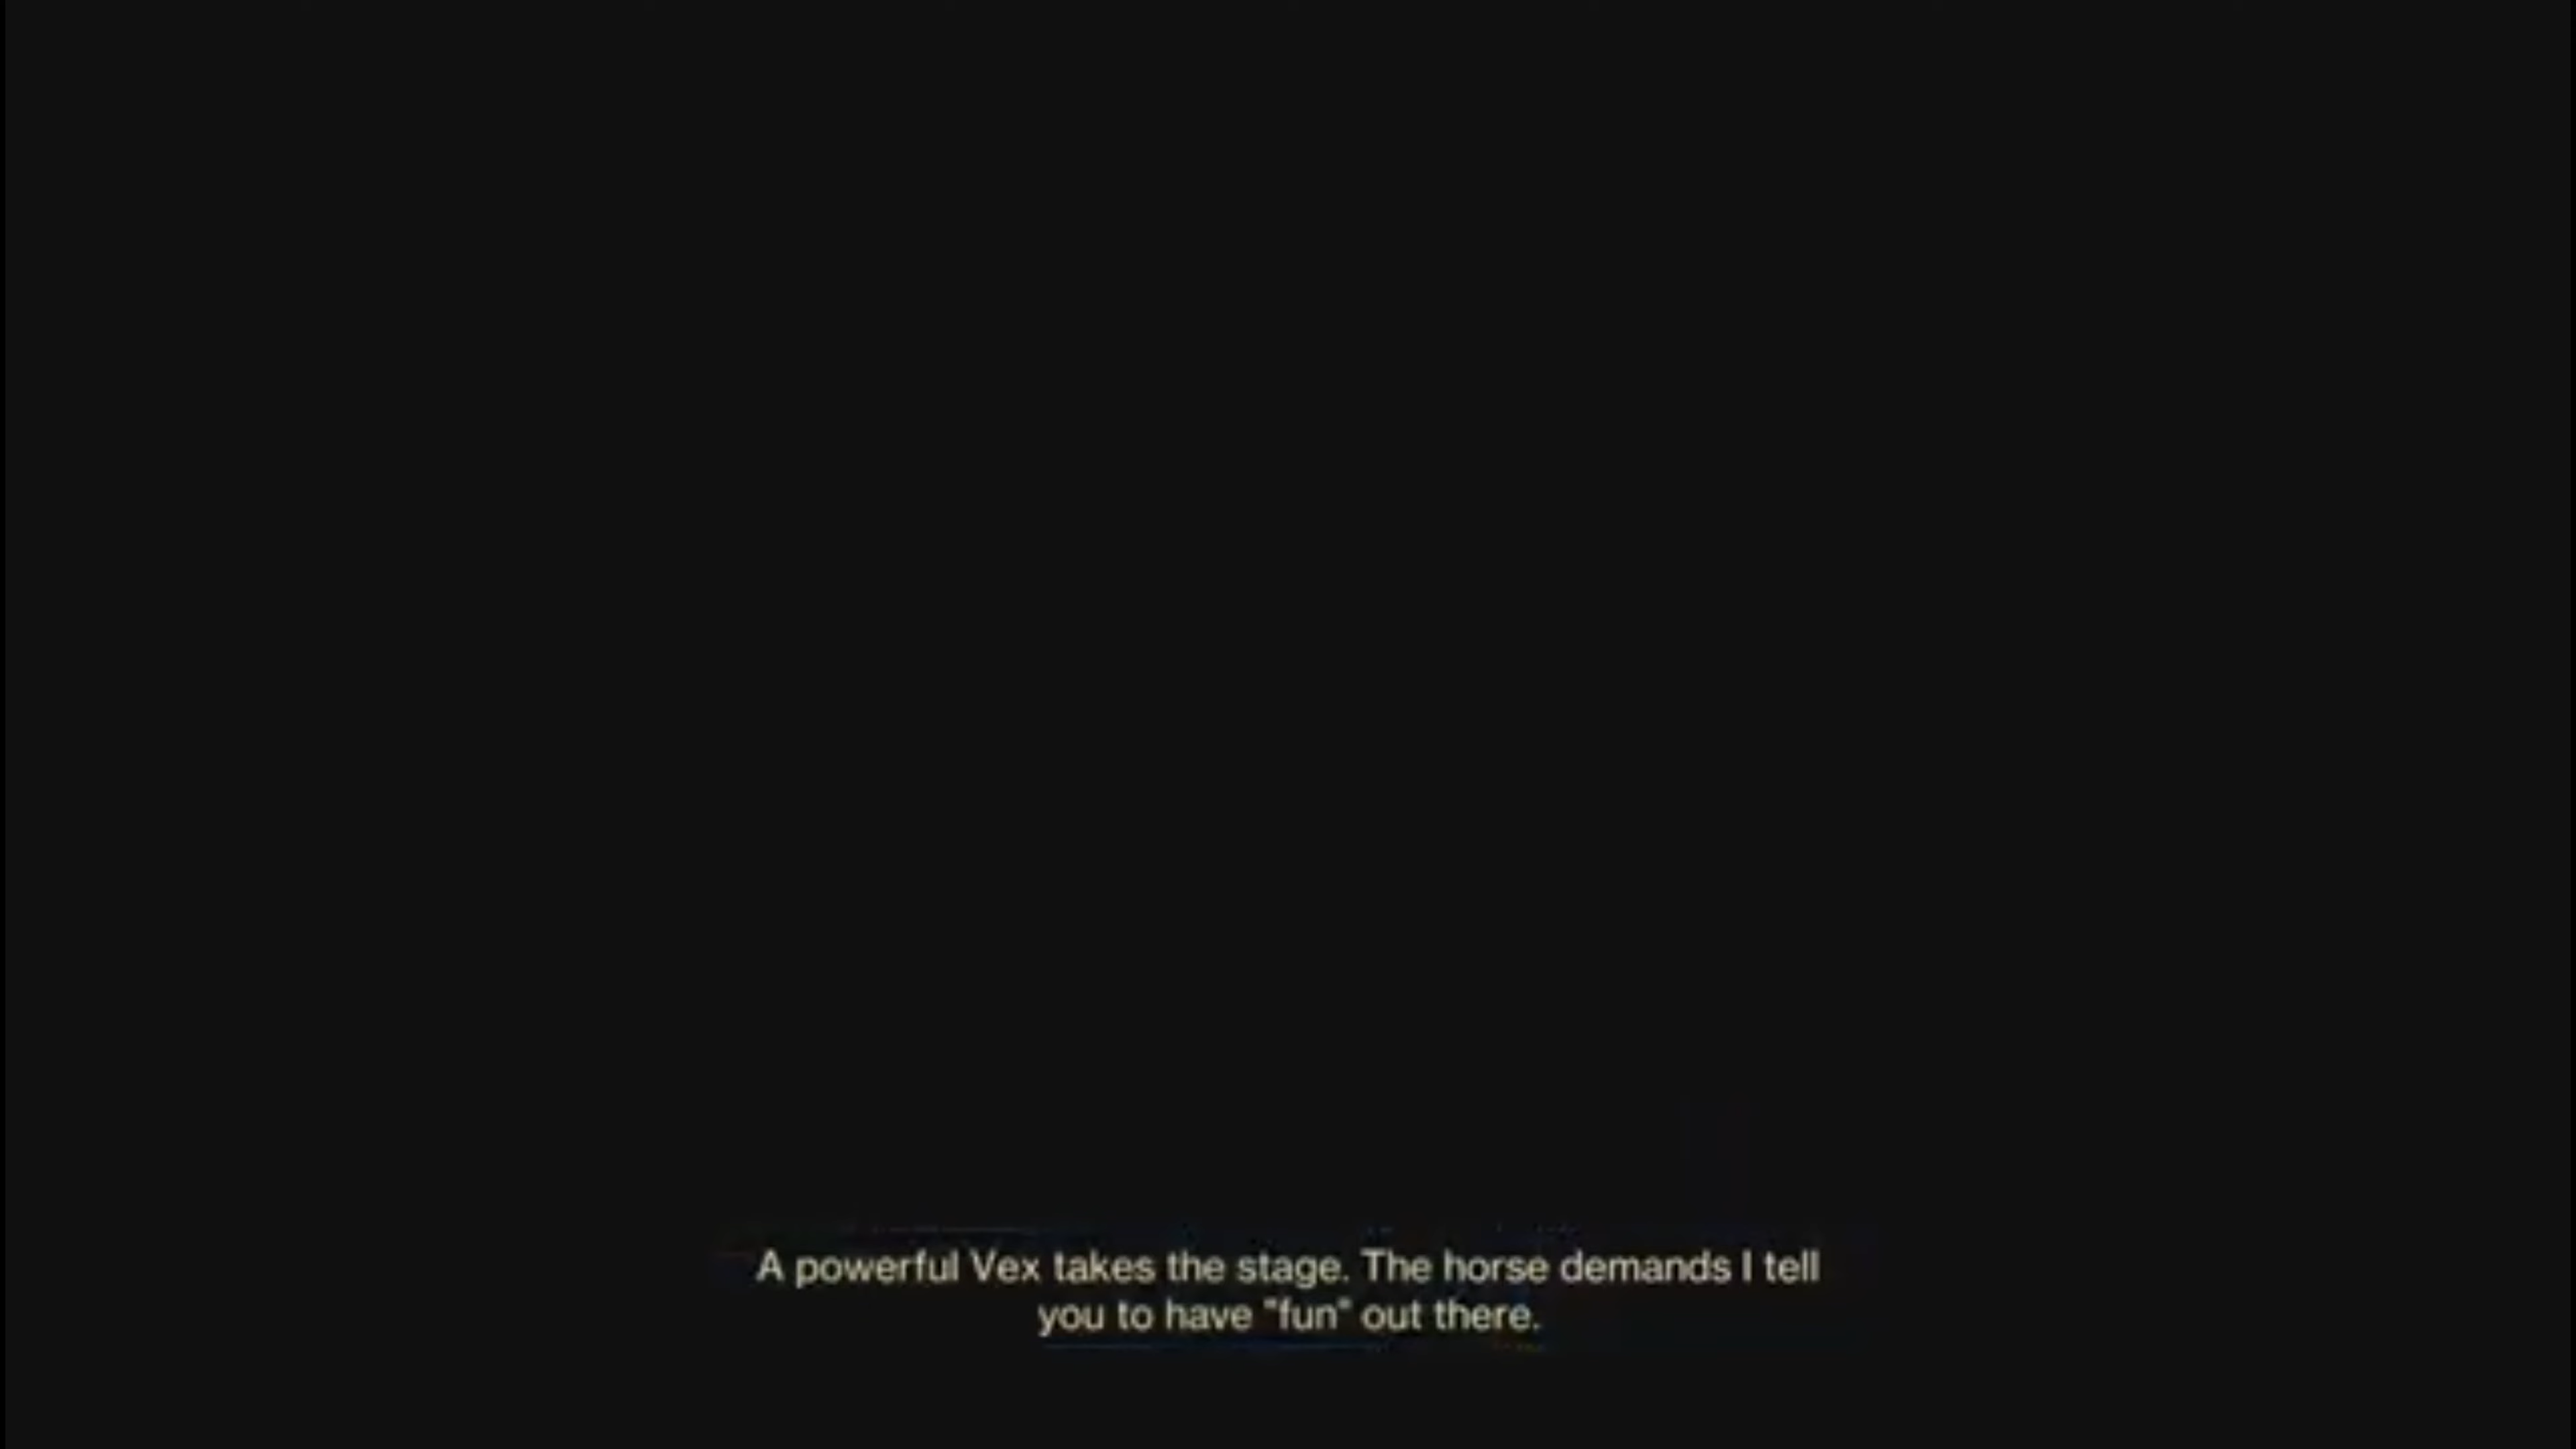 A powerful Vex takes the stage. The horse demands I tell
you to have "fun" out there.